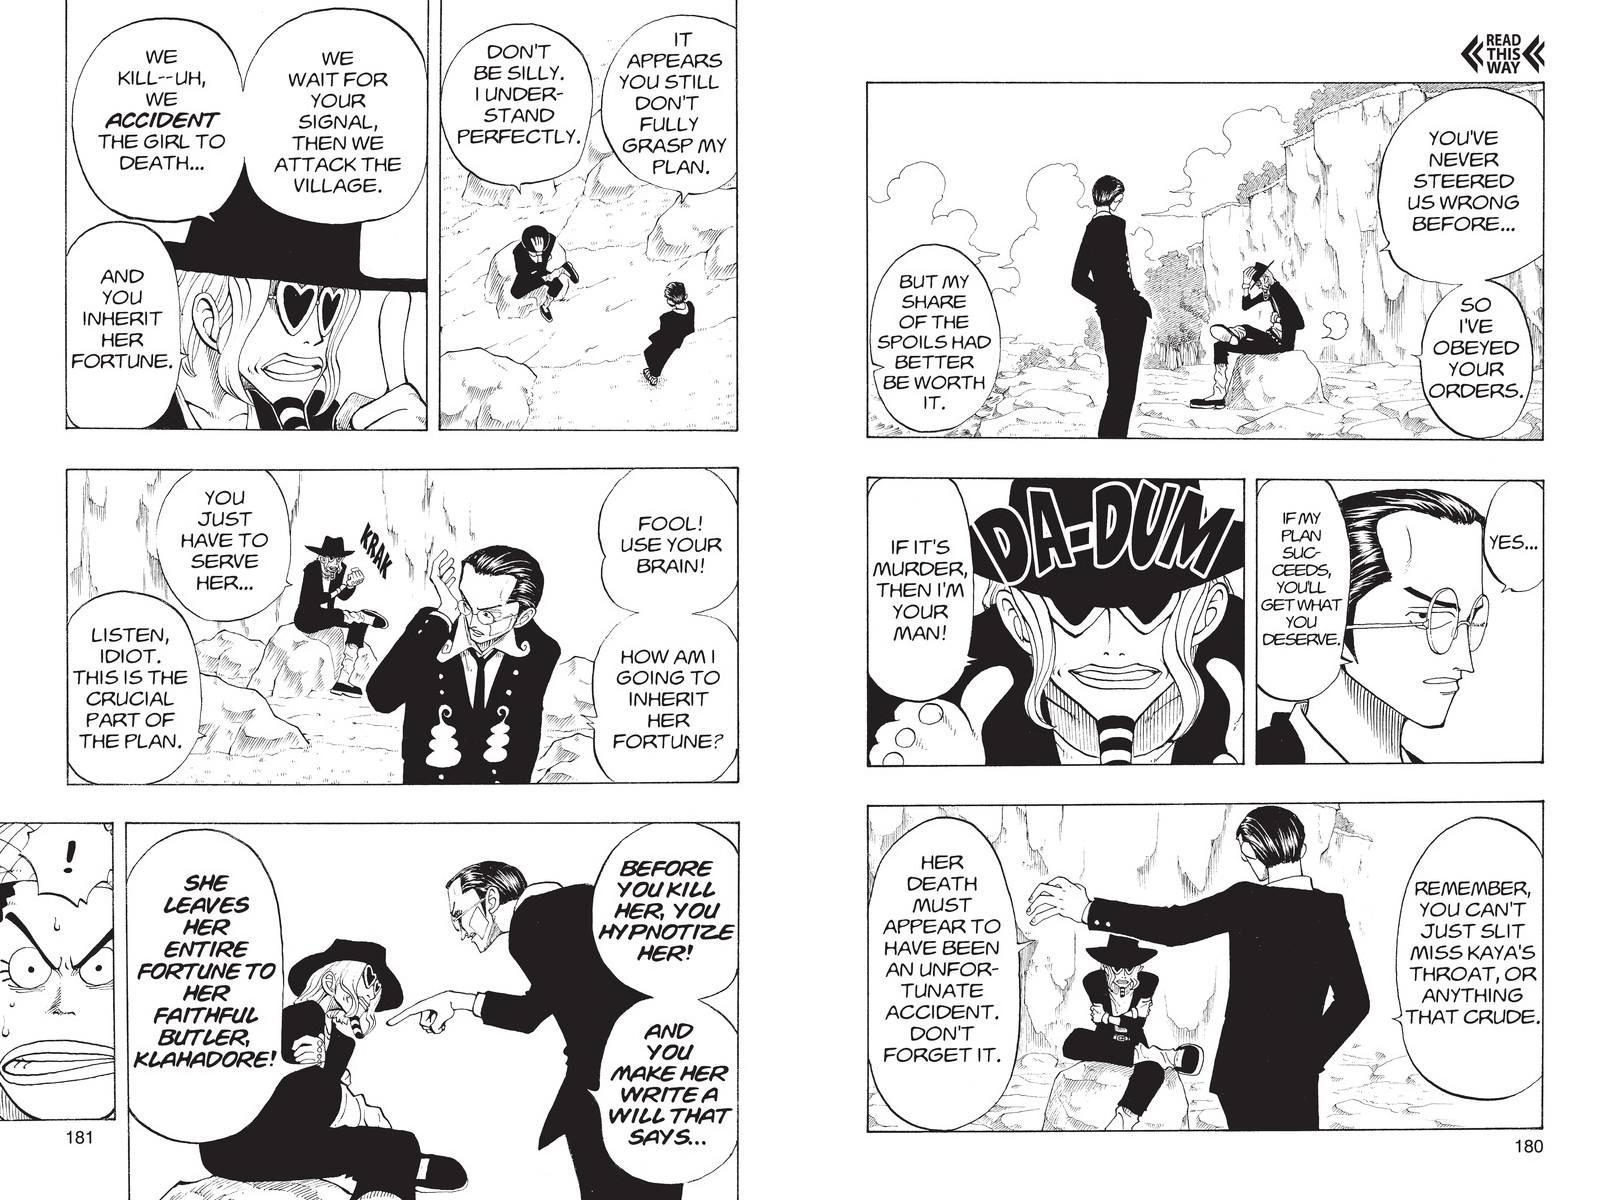 READ
THIS
WAY
YOU'VE
NEVER
STEERED
US WRONG
BEFORE...
SO
I'VE
OBEYED
YOUR
ORDERS.
BUT MY
SHARE
OF THE
SPOILS HAD
BETTER
BE WORTH
IT.
YES...
IF MY
PLAN
SUC-
CEEDS,
YOU'LL
GET WHAT
YOU
DESERVE.
DA-DUM
IF IT'S
MURDER,
THEN I'M
YOUR
MAN!
REMEMBER,
YOU CAN'T
JUST SLIT
MISS KAYA'S
THROAT, OR
ANYTHING
THAT CRUDE.
HER
DEATH
MUST
APPEAR TO
HAVE BEEN
AN UNFOR-
TUNATE
ACCIDENT.
DON'T
FORGET IT.
180
IT
APPEARS
YOU STILL
DON'T
FULLY
GRASP MY
PLAN.
DON'T
BE SILLY.
I UNDER-
STAND
PERFECTLY.
WE
WAIT FOR
YOUR
SIGNAL,
THEN WE
ATTACK THE
VILLAGE.
WE
KILL--UH,
WE
ACCIDENT
THE GIRL TO
DEATH...
AND
YOU
INHERIT
HER
FORTUNE.
FOOL!
USE YOUR
BRAIN!
HOW AM I
GOING TO
INHERIT
HER
FORTUNE?
KRAK
YOU
JUST
HAVE TO
SERVE
HER...
LISTEN,
IDIOT.
THIS IS THE
CRUCIAL
PART OF
THE PLAN.
BEFORE
YOU KILL
HER, YOU
HYPNOTIZE
HER!
AND
YOU
MAKE HER
WRITE A
WILL THAT
SAYS...
SHE
LEAVES
HER
ENTIRE
FORTUNE TO
HER
FAITHFUL
BUTLER,
KLAHADORE!
!
181